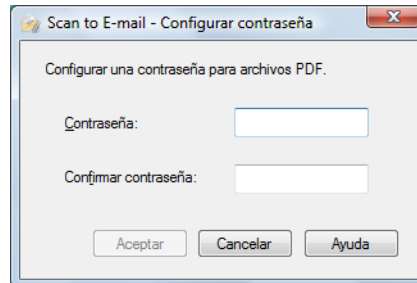 Scan to E-mail - Configurar contraseña
Configurar una contraseña para archivos PDF.
Contraseña:
Confirmar contraseña:
Aceptar Cancelar Ayuda